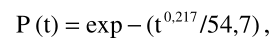 P (t) = exp – (t^0,217/54,7) ,